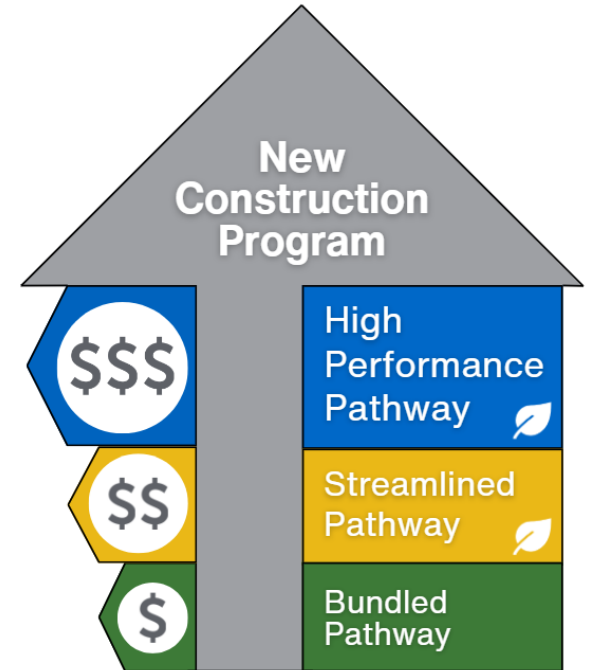 New
Construction
Program
$$$
High
Performance
Pathway
$$
Streamlined
Pathway
$
Bundled
Pathway